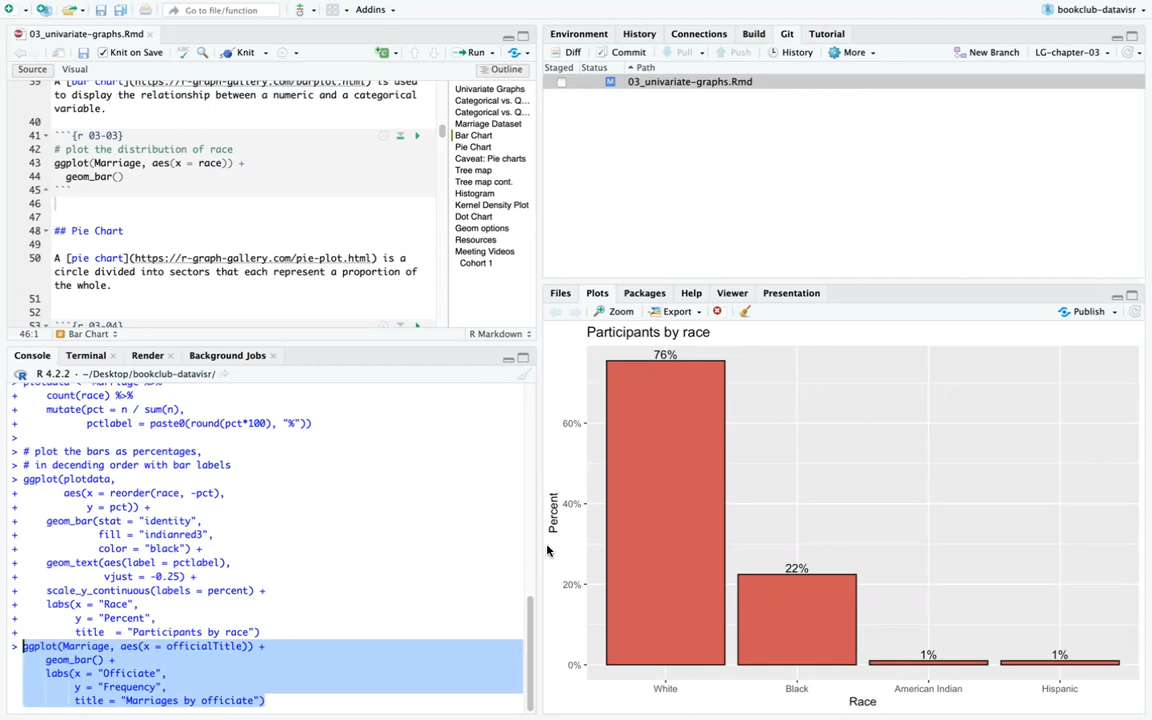 Go to file/function
Addins
bookclub-datavisr
03_univariate-graphs.Rmd
Knit on Save
Knit
Run
Source
Visual
Outline
39
A [bar chart](https://r-graph-gallery.com/barplot.html) is used
to display the relationship between a numeric and a categorical
variable.
40
41 ```{r 03-03}
42 # plot the distribution of race
43 ggplot(Marriage, aes(x = race)) +
44 geom_bar()
45 ```
46
47
48 ## Pie Chart
49
50 A [pie chart](https://r-graph-gallery.com/pie-plot.html) is a
circle divided into sectors that each represent a proportion of
the whole.
51
52
53 ```{r 03-04}
Univariate Graphs
Categorical vs. Q...
Categorical vs. Q...
Marriage Dataset
Bar Chart
Pie Chart
Caveat: Pie charts
Tree map
Tree map cont.
Histogram
Kernel Density Plot
Dot Chart
Geom options
Resources
Meeting Videos
Cohort 1
46:1
Bar Chart
R Markdown
Console
Terminal
Render
Background Jobs
R 4.2.2 · ~/Desktop/bookclub-datavisr/
> plotdata <- Marriage %>%
+ count(race) %>%
+ mutate(pct = n / sum(n),
+ pctlabel = paste0(round(pct*100), "%"))
>
> # plot the bars as percentages,
> # in decending order with bar labels
> ggplot(plotdata,
+ aes(x = reorder(race, -pct),
+ y = pct)) +
+ geom_bar(stat = "identity",
+ fill = "indianred3",
+ color = "black") +
+ geom_text(aes(label = pctlabel),
+ vjust = -0.25) +
+ scale_y_continuous(labels = percent) +
+ labs(x = "Race",
+ y = "Percent",
+ title  = "Participants by race")
> ggplot(Marriage, aes(x = officialTitle)) +
geom_bar() +
labs(x = "Officiate",
y = "Frequency",
title = "Marriages by officiate")
Environment
History
Connections
Build
Git
Tutorial
Diff
Commit
Pull
Push
History
More
New Branch
LG-chapter-03
Staged
Status
Path
M
03_univariate-graphs.Rmd
Files
Plots
Packages
Help
Viewer
Presentation
Zoom
Export
Publish
Participants by race
76%
22%
1%
1%
60%
40%
20%
0%
Percent
White
Black
American Indian
Hispanic
Race